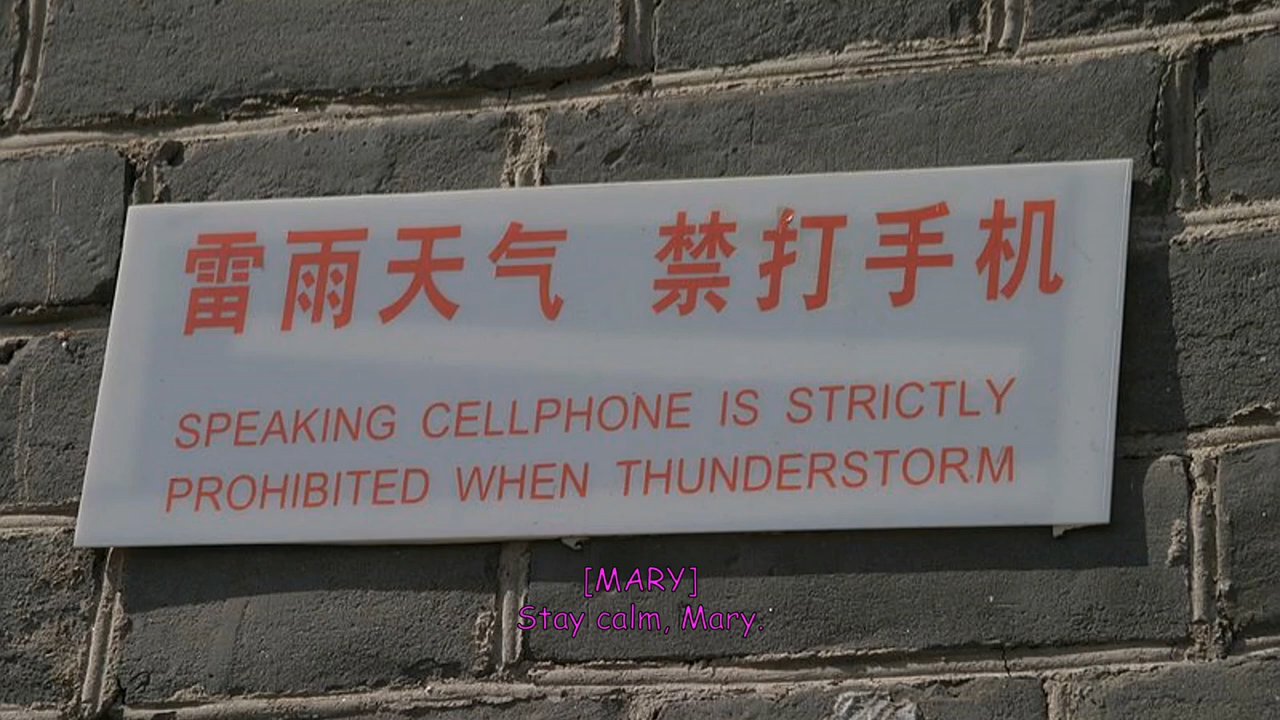 雷雨天气 禁打手机
SPEAKING CELLPHONE IS STRICTLY
PROHIBITED WHEN THUNDERSTORM
[MARY]
Stay calm, Mary.